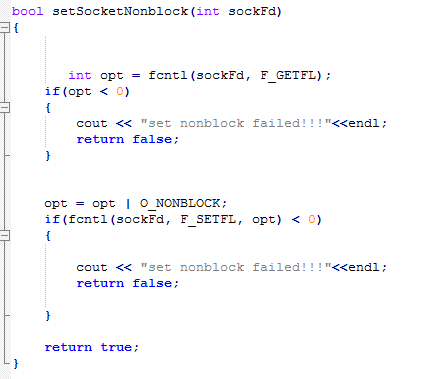 bool setSocketNonblock(int sockFd)
{
int opt = fcntl(sockFd, F_GETFL);
if(opt < 0)
{
cout << "set nonblock failed!!!"<<endl;
return false;
}
opt = opt | O_NONBLOCK;
if(fcntl(sockFd, F_SETFL, opt) < 0)
{
cout << "set nonblock failed!!!"<<endl;
return false;
}
return true;
}